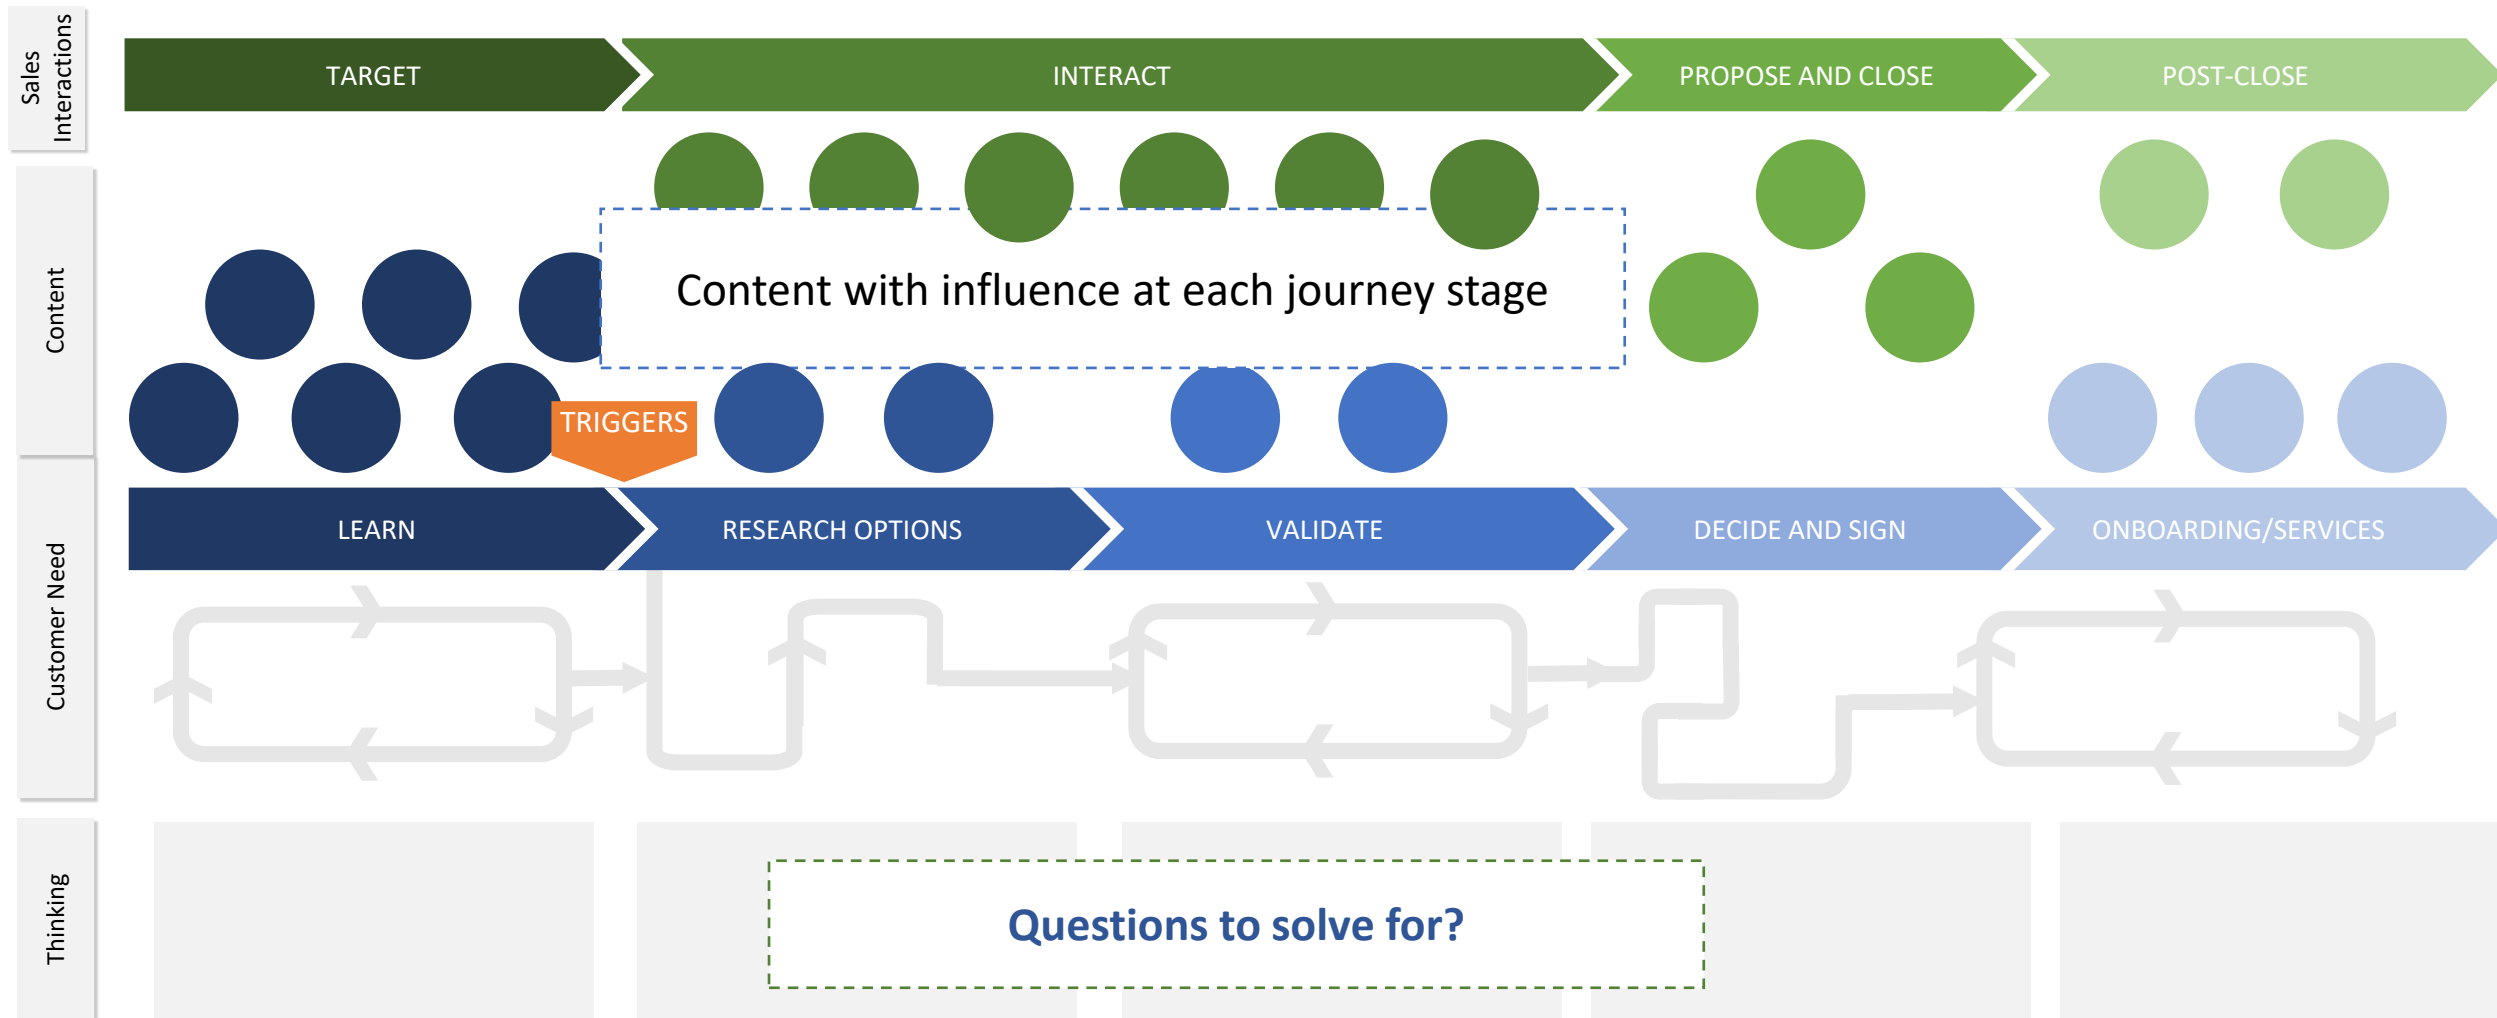 Sales
Interactions
TARGET
INTERACT
PROPOSE AND CLOSE
POST-CLOSE
Content
Content with influence at each journey stage
TRIGGERS
Customer Need
LEARN
RESEARCH OPTIONS
VALIDATE
DECIDE AND SIGN
ONBOARDING/SERVICES
Thinking
Questions to solve for?